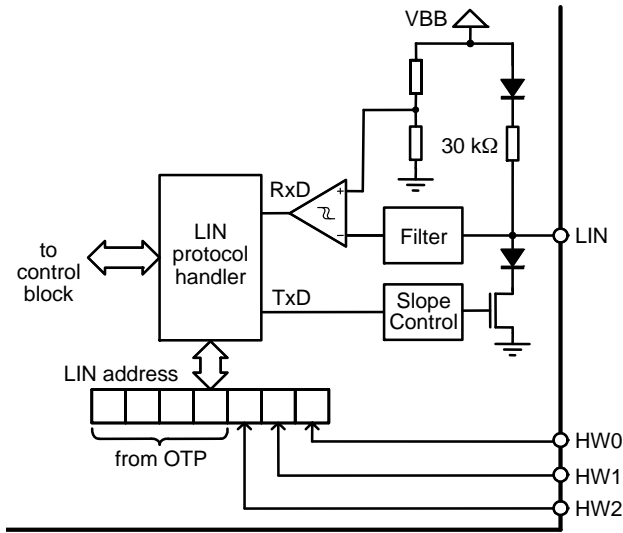 VBB
30 kΩ
RxD
+
−
LIN
protocol
handler
Filter
LIN
to
control
block
TxD
Slope
Control
LIN address
from OTP
HW0
HW1
HW2